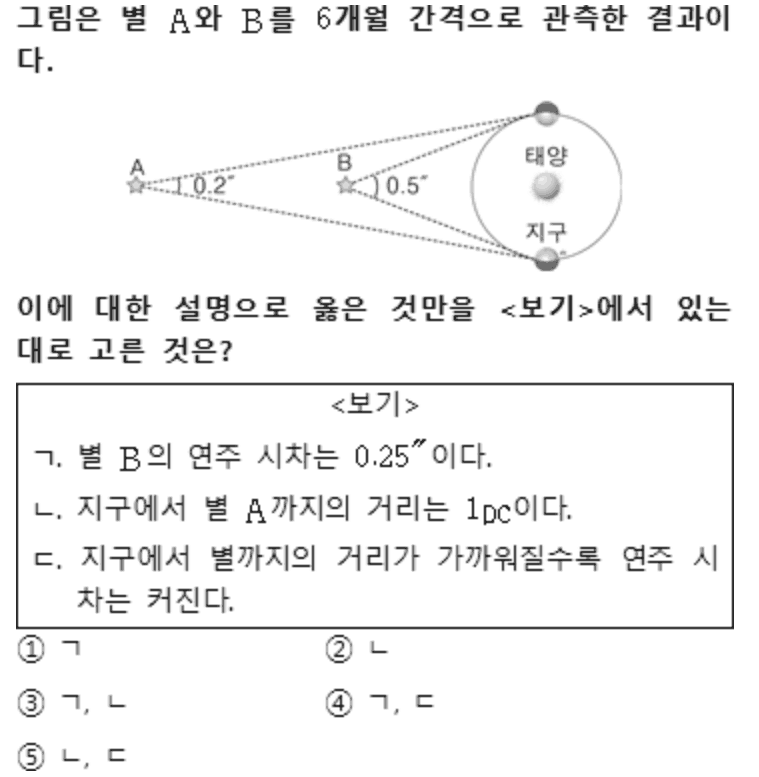 그림은 별 A와 B를 6개월 간격으로 관측한 결과이
다.
A
0.2″
B
0.5″
태양
지구
이에 대한 설명으로 옳은 것만을 <보기>에서 있는
대로 고른 것은?
<보기>
ㄱ. 별 B의 연주 시차는 0.25″이다.
ㄴ. 지구에서 별 A까지의 거리는 1pc이다.
ㄷ. 지구에서 별까지의 거리가 가까워질수록 연주 시
차는 커진다.
① ㄱ ② ㄴ
③ ㄱ, ㄴ ④ ㄱ, ㄷ
⑤ ㄴ, ㄷ